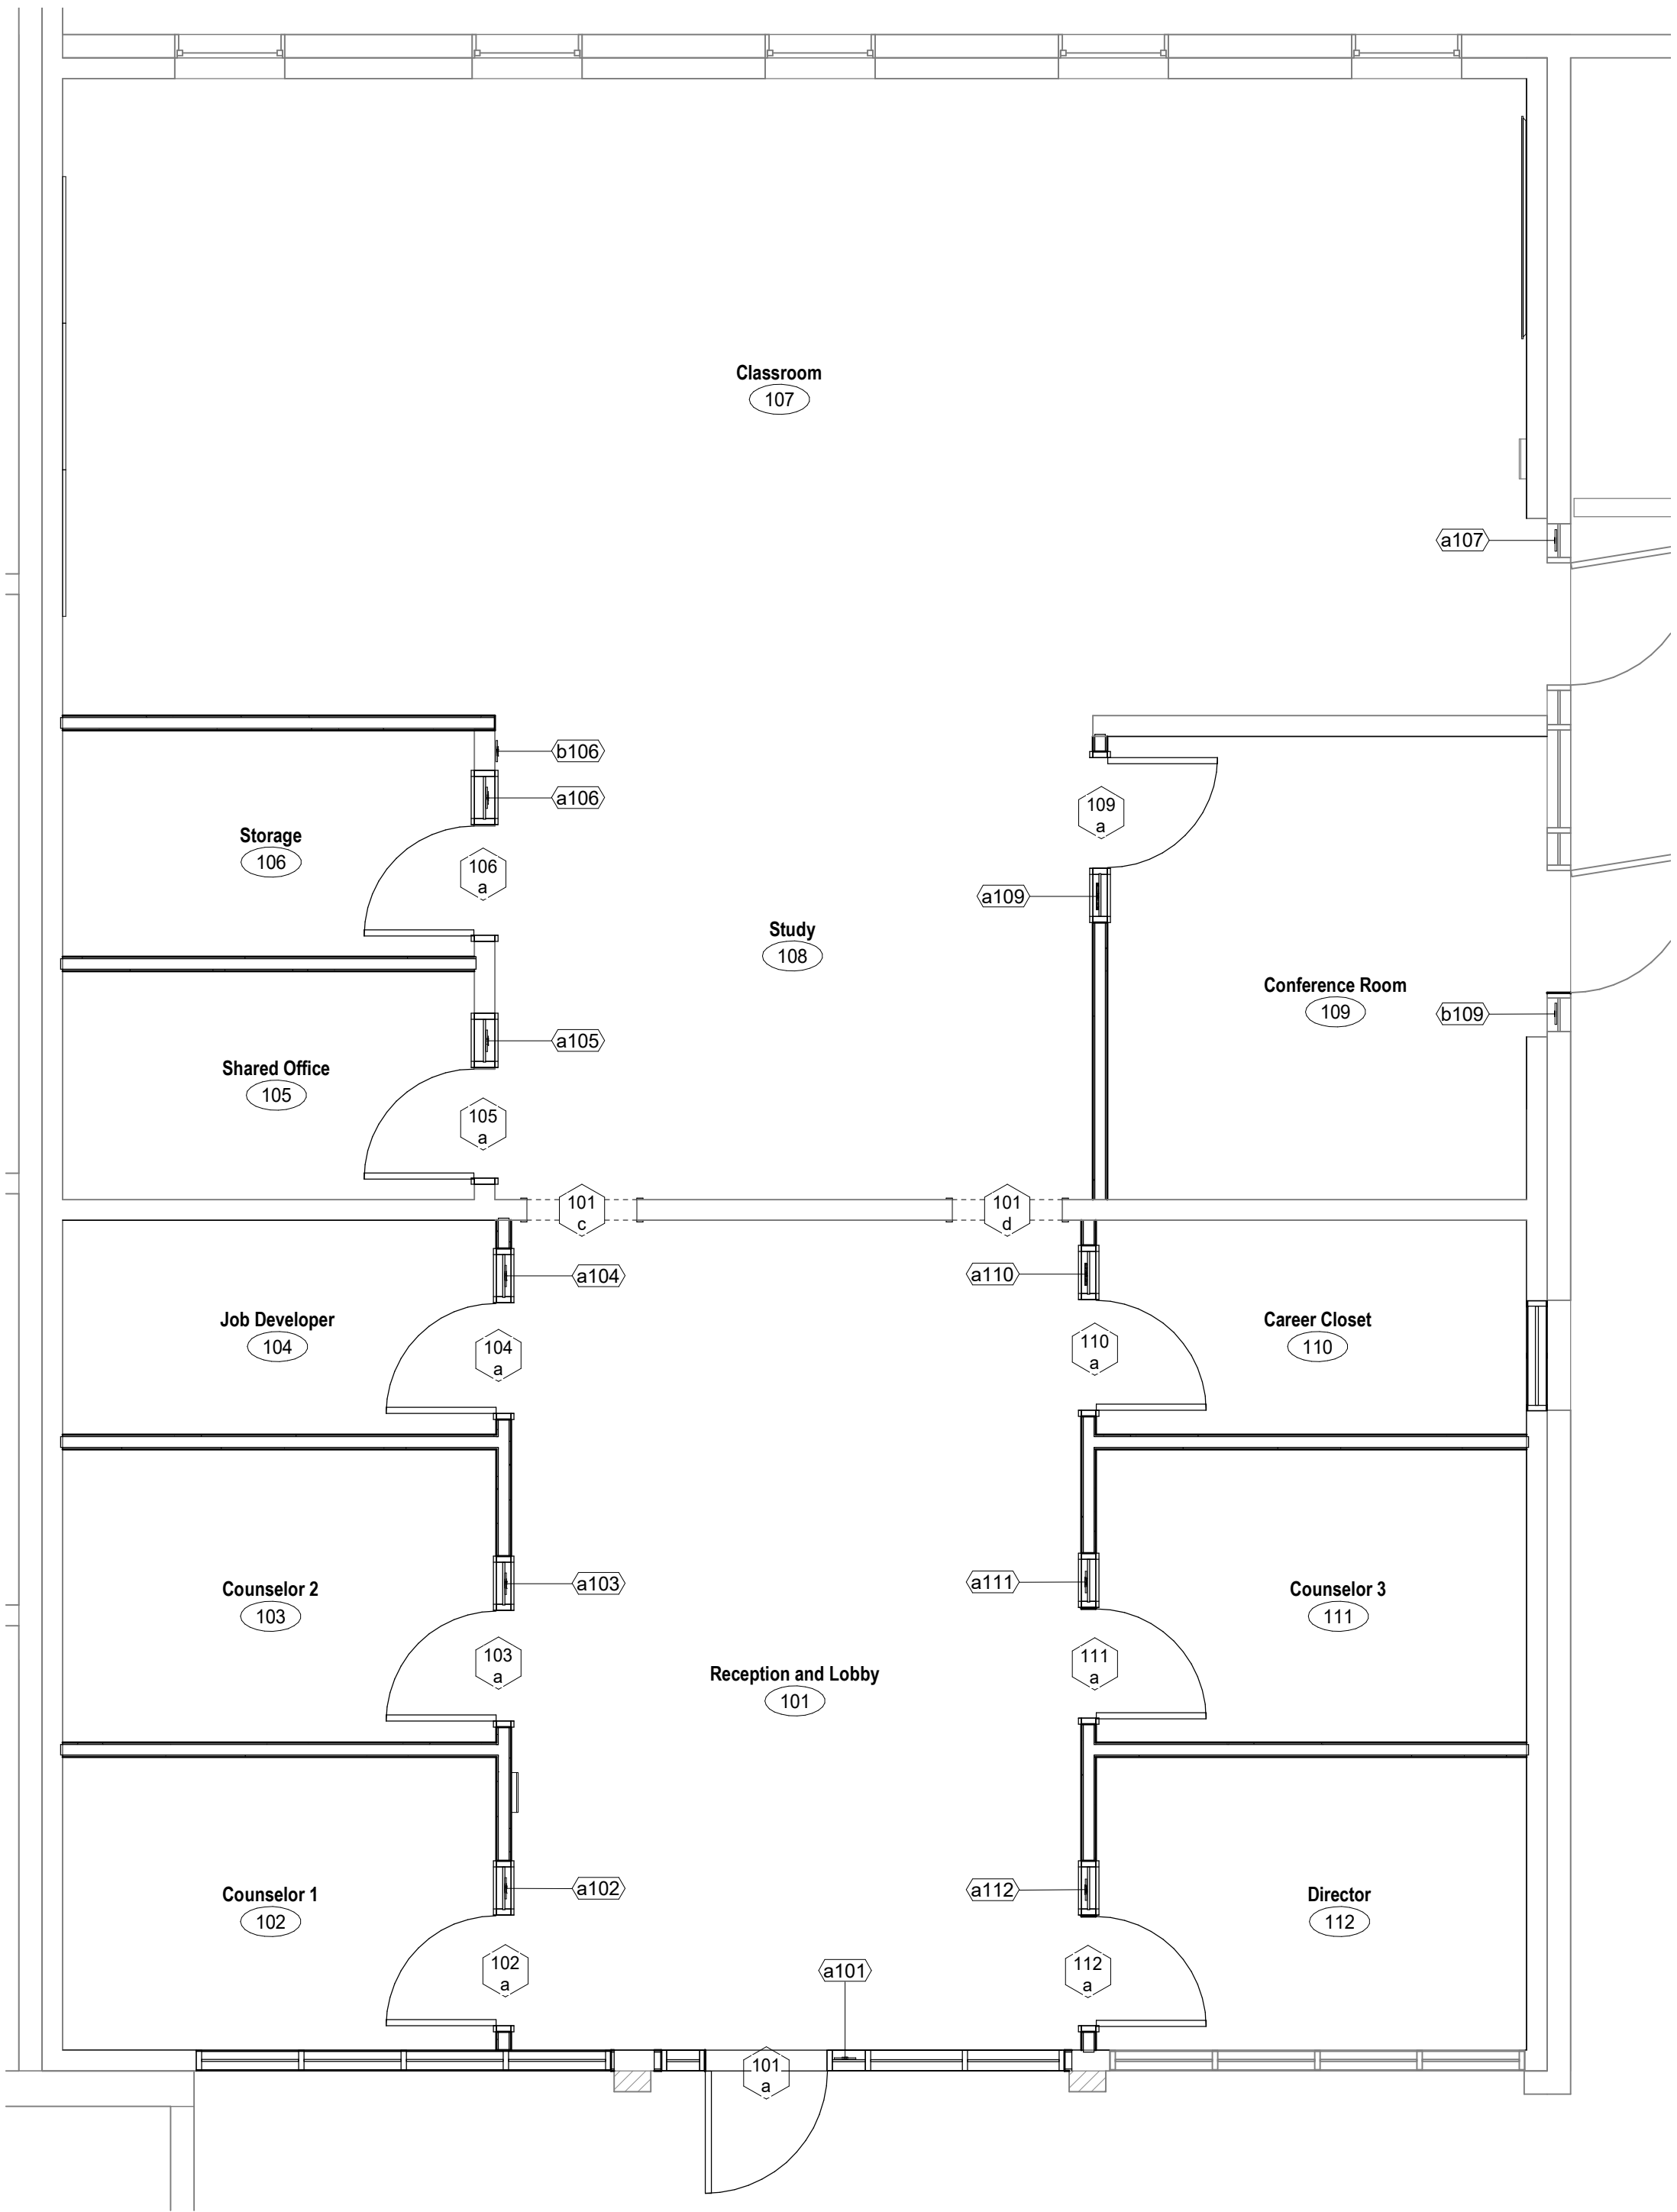 Classroom
107
a107
b106
a106
109
a
Storage
106
106
a
a109
Study
108
Conference Room
109
b109
a105
Shared Office
105
105
a
101
c
101
d
a104
a110
Job Developer
104
104
a
110
a
Career Closet
110
a103
a111
Counselor 2
103
Counselor 3
111
103
a
111
a
Reception and Lobby
101
a102
a112
Counselor 1
102
Director
112
102
a
a101
112
a
101
a